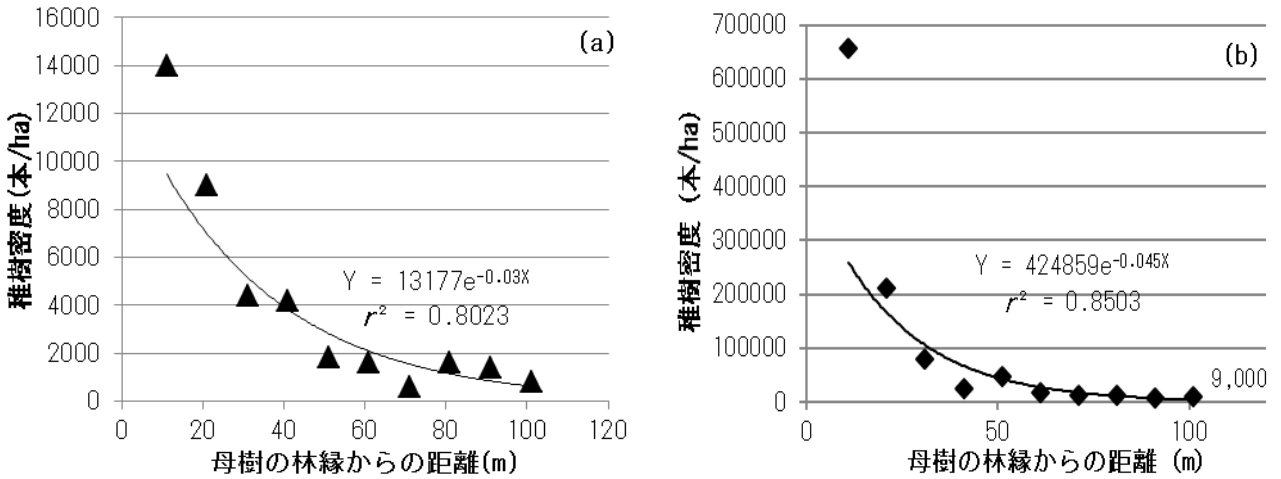 (a)
稚樹密度(本/ha)
16000
14000
12000
10000
8000
6000
4000
2000
0
Y = 13177e-0.03X
r² = 0.8023
0 20 40 60 80 100 120
母樹の林縁からの距離(m)
(b)
稚樹密度 (本/ha)
700000
600000
500000
400000
300000
200000
100000
0
Y = 424859e-0.045X
r² = 0.8503
9,000
0 50 100
母樹の林縁からの距離 (m)